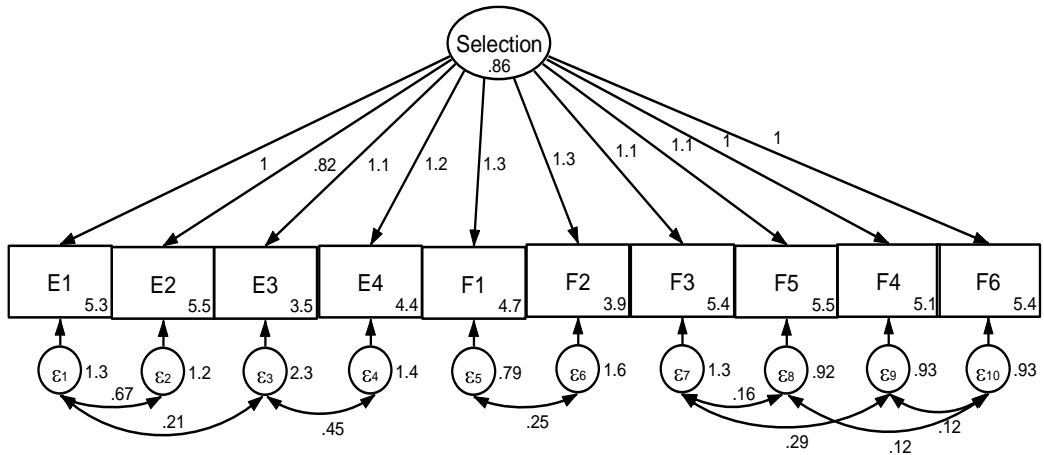 Selection
.86
1 .82 1.1 1.2 1.3 1.3 1.1 1.1 1 1
E1 E2 E3 E4 F1 F2 F3 F5 F4 F6
5.3 5.5 3.5 4.4 4.7 3.9 5.4 5.5 5.1 5.4
ε1 1.3 ε2 1.2 ε3 2.3 ε4 1.4 ε5 .79 ε6 1.6 ε7 1.3 ε8 .92 ε9 .93 ε10 .93
.67 .16
.21 .45 .25 .29 .12 .12